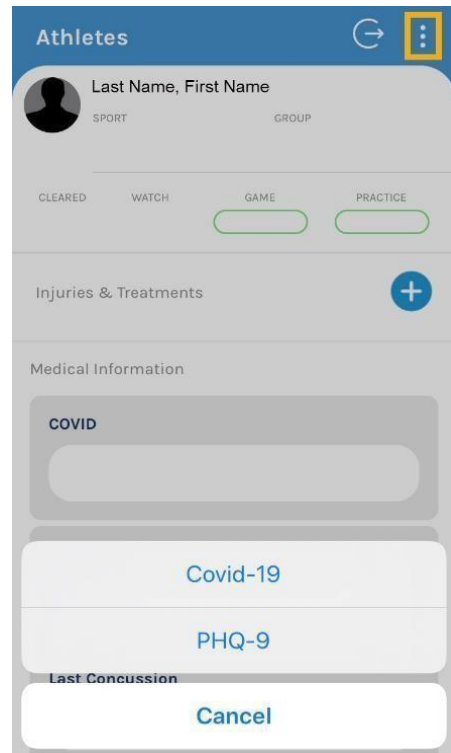 Athletes
Last Name, First Name
SPORT GROUP
CLEARED WATCH GAME PRACTICE
Injuries & Treatments
Medical Information
COVID
Covid-19
PHQ-9
Last Concussion
Cancel